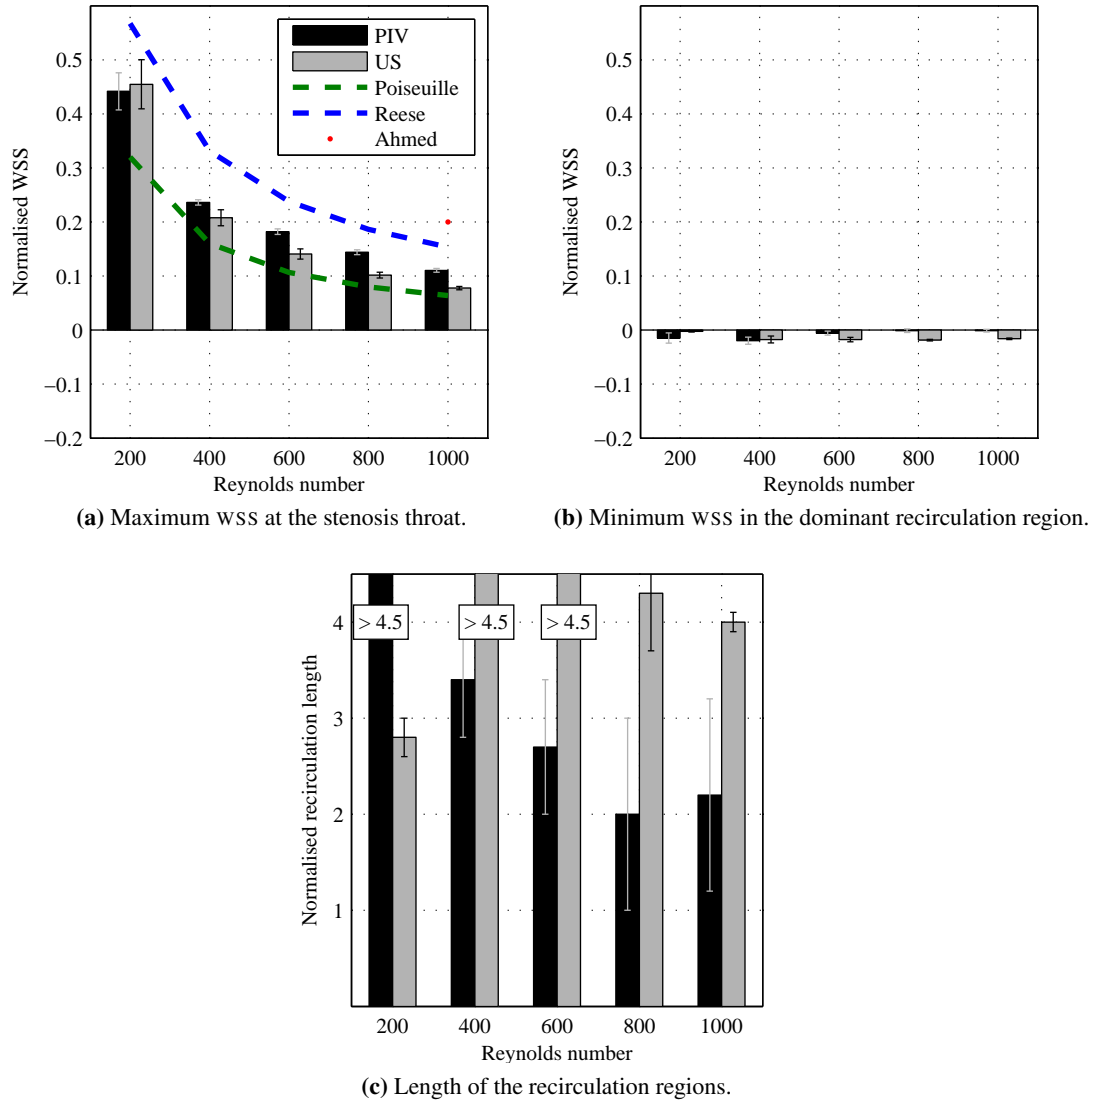 PIV
US
Poiseuille
Reese
Ahmed
0.5
0.4
0.3
0.2
0.1
0
−0.1
−0.2
Normalised WSS
200 400 600 800 1000
Reynolds number
(a) Maximum WSS at the stenosis throat.
0.5
0.4
0.3
0.2
0.1
0
−0.1
−0.2
Normalised WSS
200 400 600 800 1000
Reynolds number
(b) Minimum WSS in the dominant recirculation region.
> 4.5 > 4.5 > 4.5
4
3
2
1
Normalised recirculation length
200 400 600 800 1000
Reynolds number
(c) Length of the recirculation regions.